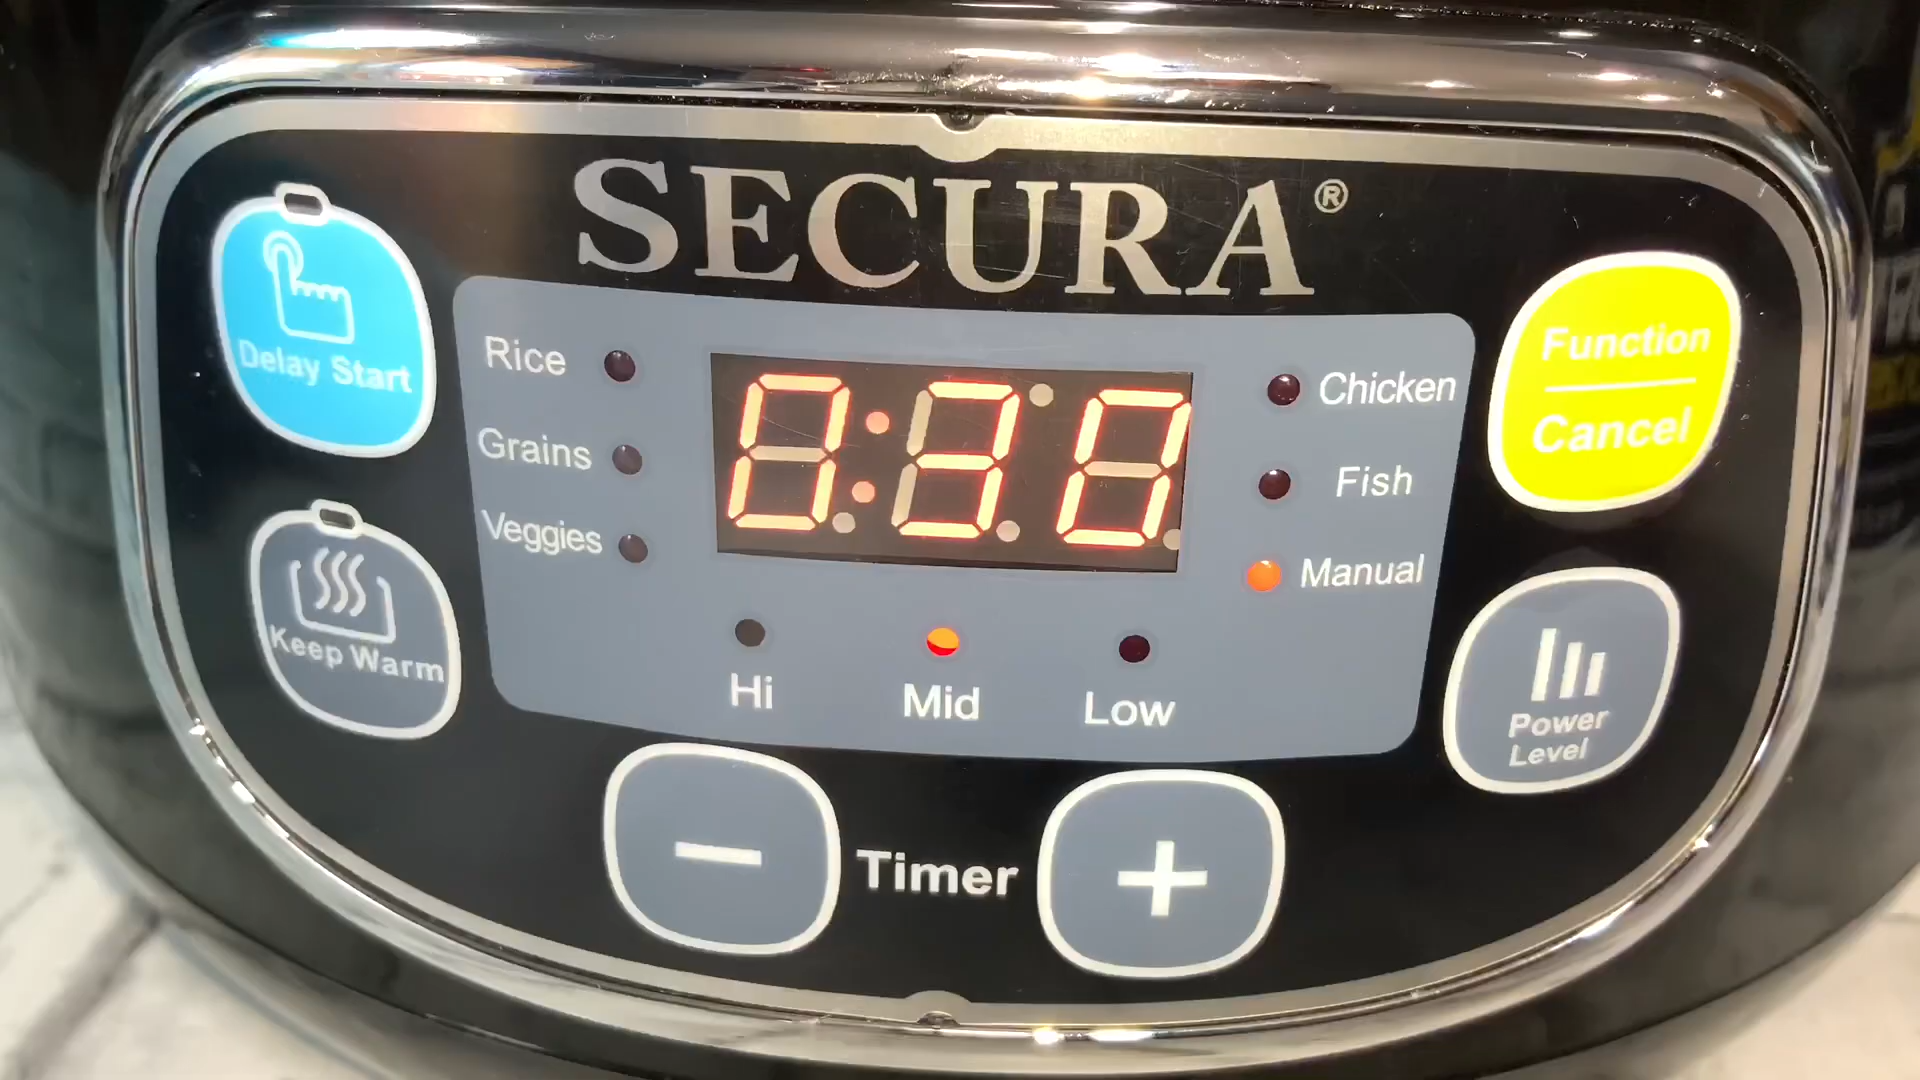 SECURA®
Delay Start
Rice
Grains
Veggies
0:30
Chicken
Fish
Manual
Function
Cancel
Keep Warm
Hi
Mid
Low
Power
Level
−
Timer
+